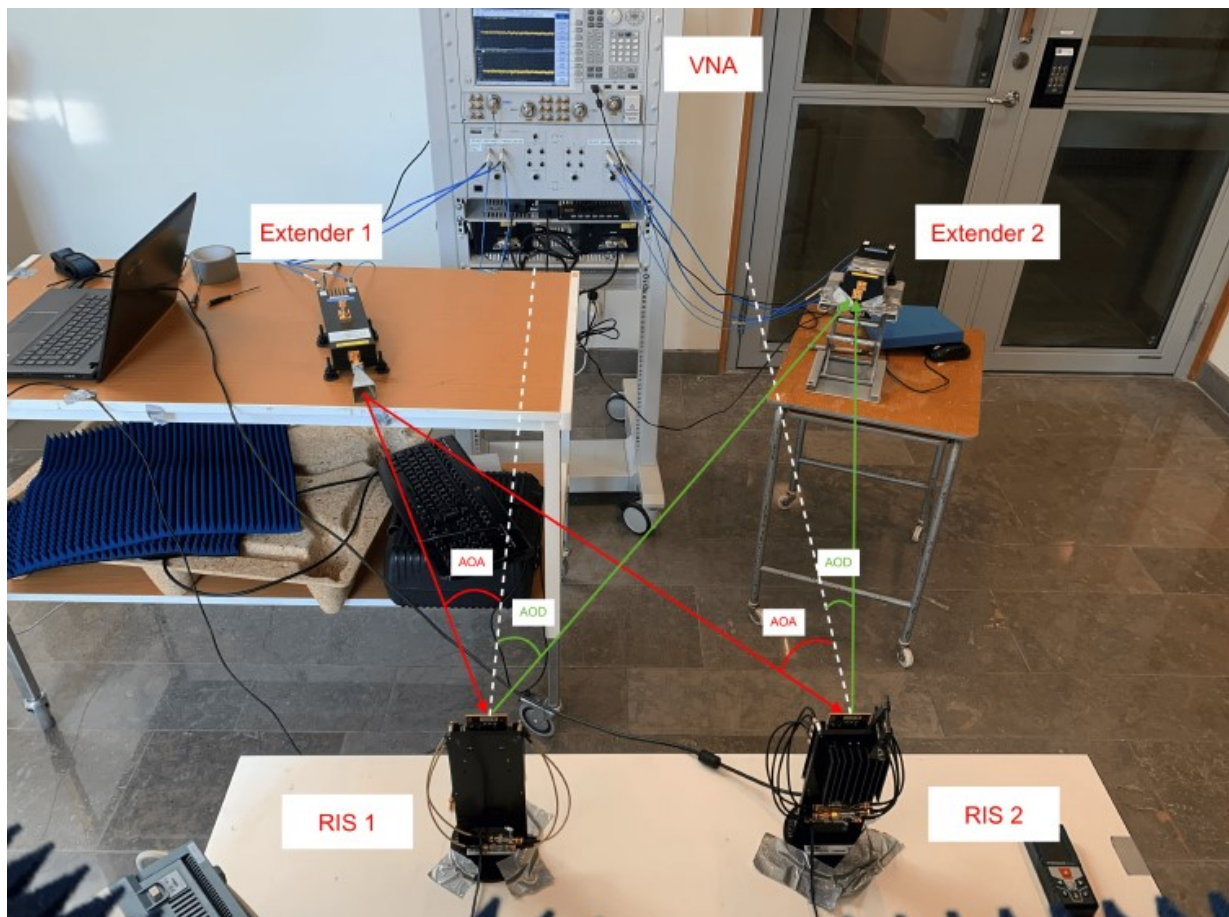 VNA
Extender 1
Extender 2
AOA
AOD
AOD
AOA
RIS 1
RIS 2